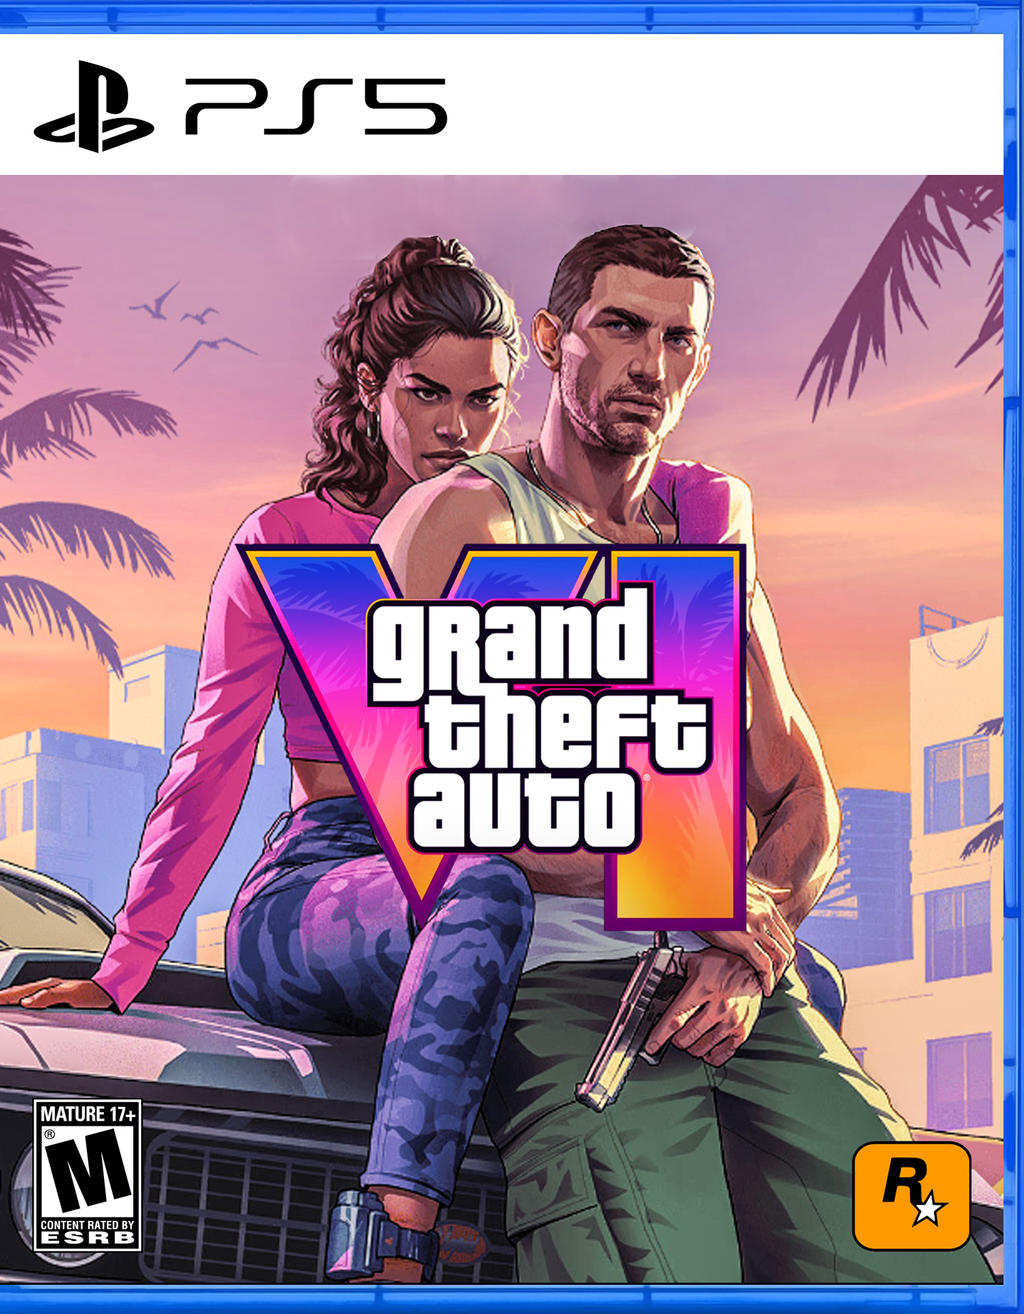 PS5
VI
grand
theft
auto
®
MATURE 17+
M
®
CONTENT RATED BY
ESRB
R